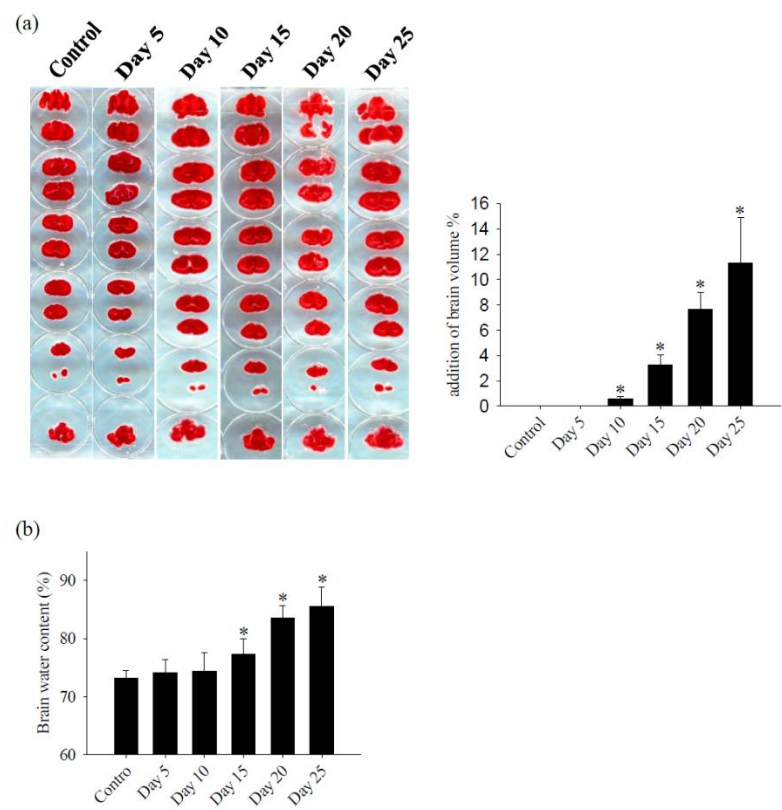 (a)
Control
Day 5
Day 10
Day 15
Day 20
Day 25
addition of brain volume %
16
14
12
10
8
6
4
2
0
*
*
*
*
Control
Day 5
Day 10
Day 15
Day 20
Day 25
(b)
Brain water content (%)
90
80
70
60
*
*
*
Contro
Day 5
Day 10
Day 15
Day 20
Day 25